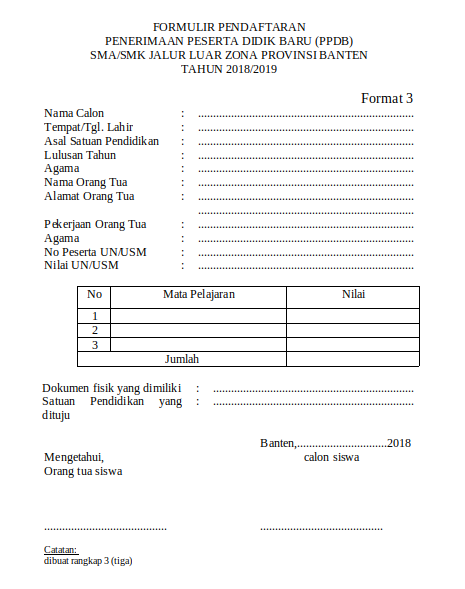 FORMULIR PENDAFTARAN
PENERIMAAN PESERTA DIDIK BARU (PPDB)
SMA/SMK JALUR LUAR ZONA PROVINSI BANTEN
TAHUN 2018/2019
Format 3
Nama Calon : ........................................................................
Tempat/Tgl. Lahir : ........................................................................
Asal Satuan Pendidikan : ........................................................................
Lulusan Tahun : ........................................................................
Agama : ........................................................................
Nama Orang Tua : ........................................................................
Alamat Orang Tua : ........................................................................
........................................................................
Pekerjaan Orang Tua : ........................................................................
Agama : ........................................................................
No Peserta UN/USM : ........................................................................
Nilai UN/USM : ........................................................................
No Mata Pelajaran Nilai
1
2
3
Jumlah
Dokumen fisik yang dimiliki : ...................................................................
Satuan Pendidikan yang : ...................................................................
dituju
Banten,..............................2018
Mengetahui, calon siswa
Orang tua siswa
......................................... .........................................
Catatan:
dibuat rangkap 3 (tiga)